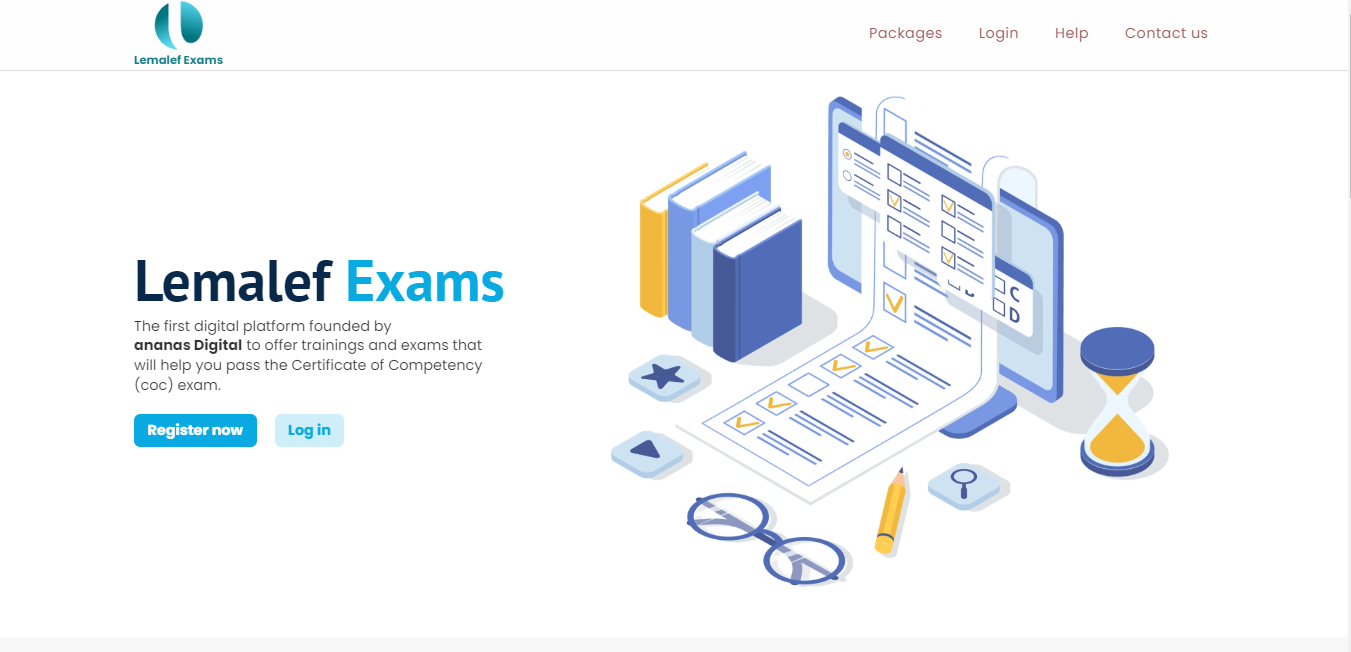 Lemalef Exams
Packages Login Help Contact us
Lemalef Exams
The first digital platform founded by
ananas Digital to offer trainings and exams that
will help you pass the Certificate of Competency
(coc) exam.
Register now Log in
C
D